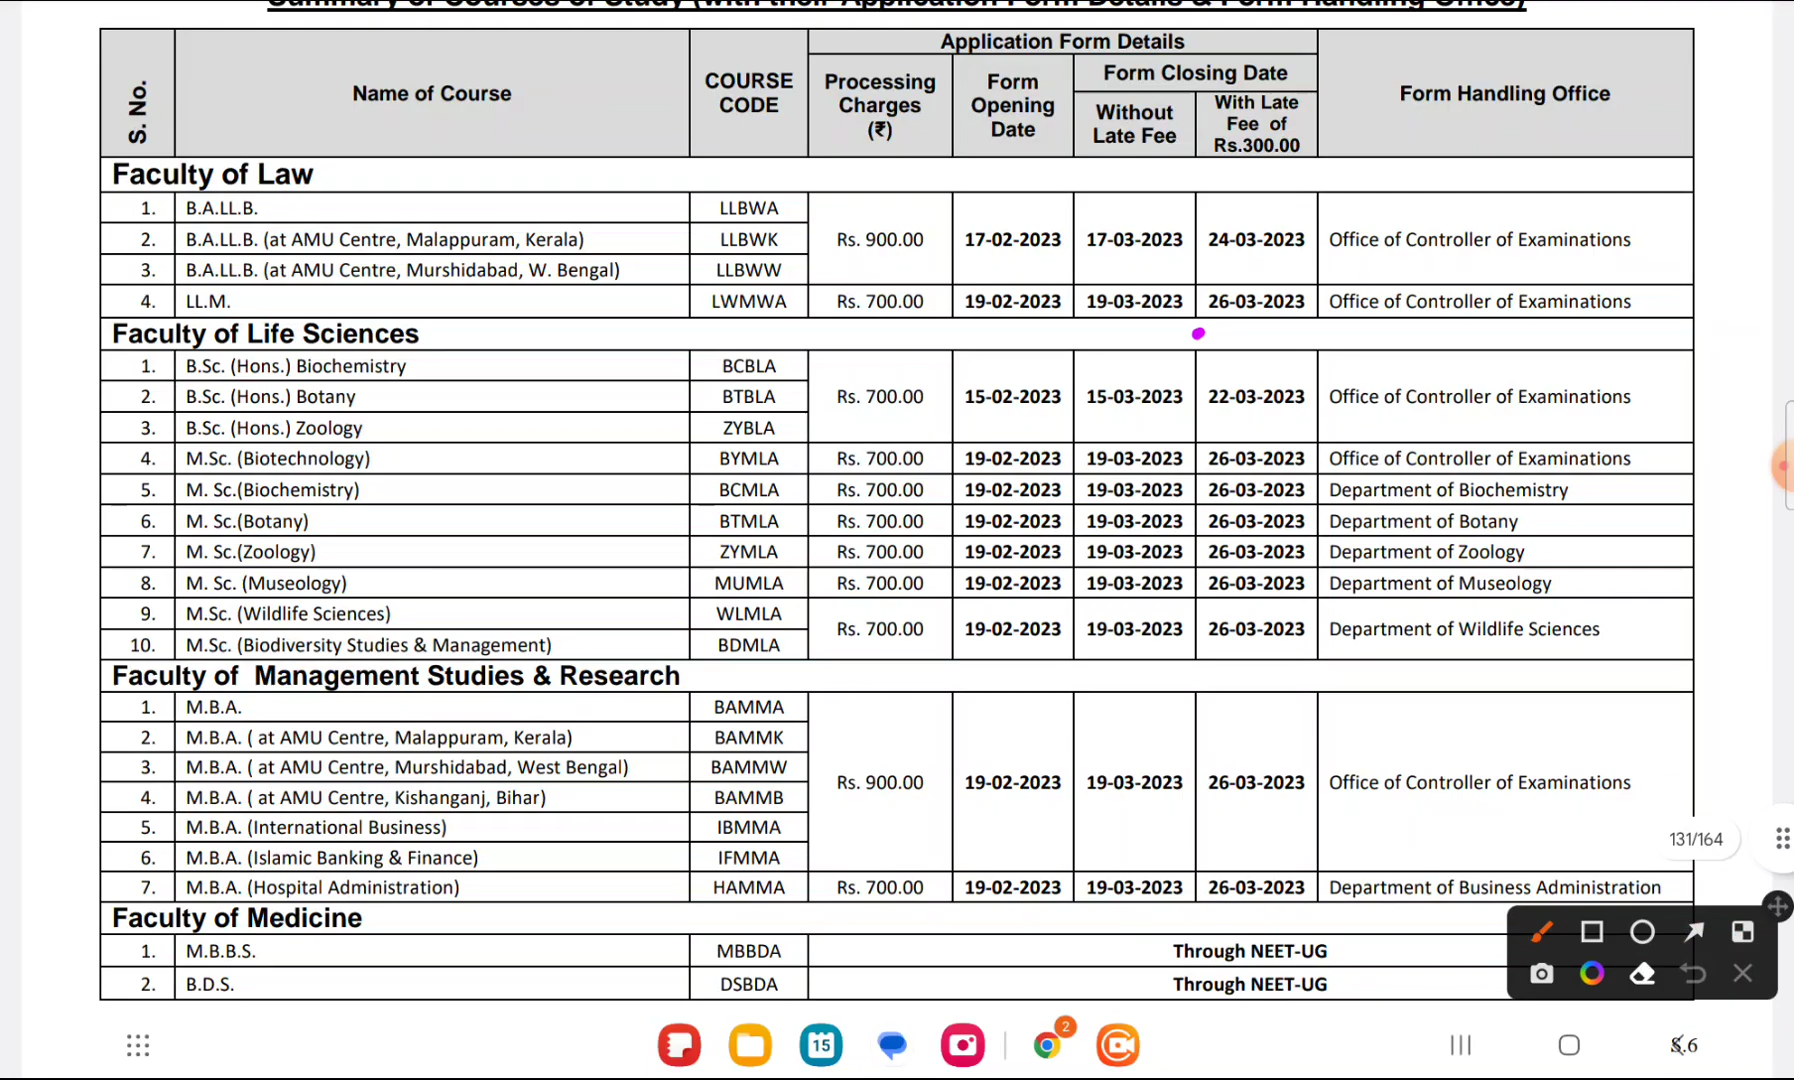 Summary of Courses of Study (with their Application Form Details & Form Handling Office)
S. No.
Name of Course
COURSE CODE
Application Form Details
Processing Charges (₹)
Form Opening Date
Form Closing Date
Without Late Fee
With Late Fee of Rs.300.00
Form Handling Office
Faculty of Law
1. B.A.LL.B. LLBWA
2. B.A.LL.B. (at AMU Centre, Malappuram, Kerala) LLBWK Rs. 900.00 17-02-2023 17-03-2023 24-03-2023 Office of Controller of Examinations
3. B.A.LL.B. (at AMU Centre, Murshidabad, W. Bengal) LLBWW
4. LL.M. LWMWA Rs. 700.00 19-02-2023 19-03-2023 26-03-2023 Office of Controller of Examinations
Faculty of Life Sciences
1. B.Sc. (Hons.) Biochemistry BCBLA
2. B.Sc. (Hons.) Botany BTBLA Rs. 700.00 15-02-2023 15-03-2023 22-03-2023 Office of Controller of Examinations
3. B.Sc. (Hons.) Zoology ZYBLA
4. M.Sc. (Biotechnology) BYMLA Rs. 700.00 19-02-2023 19-03-2023 26-03-2023 Office of Controller of Examinations
5. M. Sc.(Biochemistry) BCMLA Rs. 700.00 19-02-2023 19-03-2023 26-03-2023 Department of Biochemistry
6. M. Sc.(Botany) BTMLA Rs. 700.00 19-02-2023 19-03-2023 26-03-2023 Department of Botany
7. M. Sc.(Zoology) ZYMLA Rs. 700.00 19-02-2023 19-03-2023 26-03-2023 Department of Zoology
8. M. Sc. (Museology) MUMLA Rs. 700.00 19-02-2023 19-03-2023 26-03-2023 Department of Museology
9. M.Sc. (Wildlife Sciences) WLMLA Rs. 700.00 19-02-2023 19-03-2023 26-03-2023 Department of Wildlife Sciences
10. M.Sc. (Biodiversity Studies & Management) BDMLA
Faculty of Management Studies & Research
1. M.B.A. BAMMA
2. M.B.A. ( at AMU Centre, Malappuram, Kerala) BAMMK
3. M.B.A. ( at AMU Centre, Murshidabad, West Bengal) BAMMW Rs. 900.00 19-02-2023 19-03-2023 26-03-2023 Office of Controller of Examinations
4. M.B.A. ( at AMU Centre, Kishanganj, Bihar) BAMMB
5. M.B.A. (International Business) IBMMA
6. M.B.A. (Islamic Banking & Finance) IFMMA
131/164
7. M.B.A. (Hospital Administration) HAMMA Rs. 700.00 19-02-2023 19-03-2023 26-03-2023 Department of Business Administration
Faculty of Medicine
1. M.B.B.S. MBBDA Through NEET-UG
2. B.D.S. DSBDA Through NEET-UG
15
2